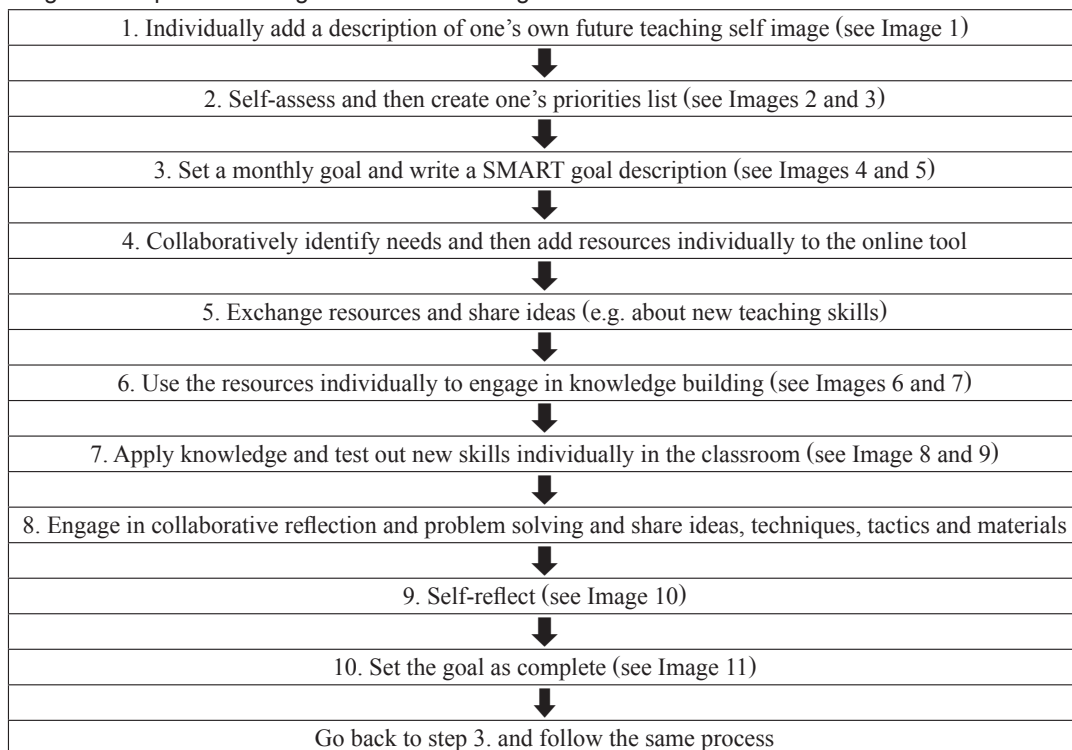 1. Individually add a description of one’s own future teaching self image (see Image 1)
2. Self-assess and then create one’s priorities list (see Images 2 and 3)
3. Set a monthly goal and write a SMART goal description (see Images 4 and 5)
4. Collaboratively identify needs and then add resources individually to the online tool
5. Exchange resources and share ideas (e.g. about new teaching skills)
6. Use the resources individually to engage in knowledge building (see Images 6 and 7)
7. Apply knowledge and test out new skills individually in the classroom (see Image 8 and 9)
8. Engage in collaborative reflection and problem solving and share ideas, techniques, tactics and materials
9. Self-reflect (see Image 10)
10. Set the goal as complete (see Image 11)
Go back to step 3. and follow the same process